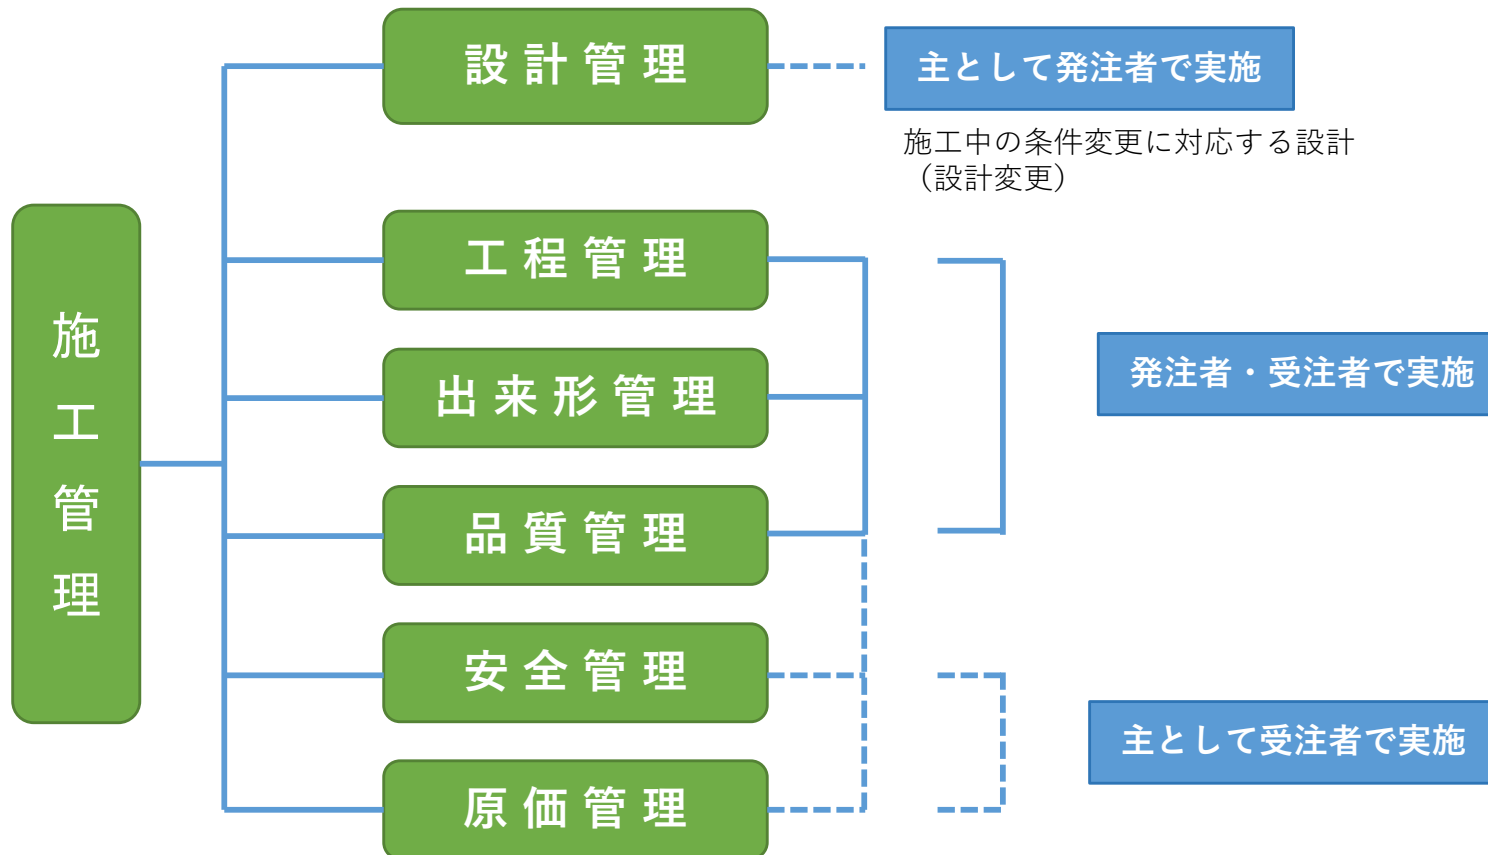 設計管理
主として発注者で実施
施工中の条件変更に対応する設計
（設計変更）
施工管理
工程管理
出来形管理
発注者・受注者で実施
品質管理
安全管理
主として受注者で実施
原価管理